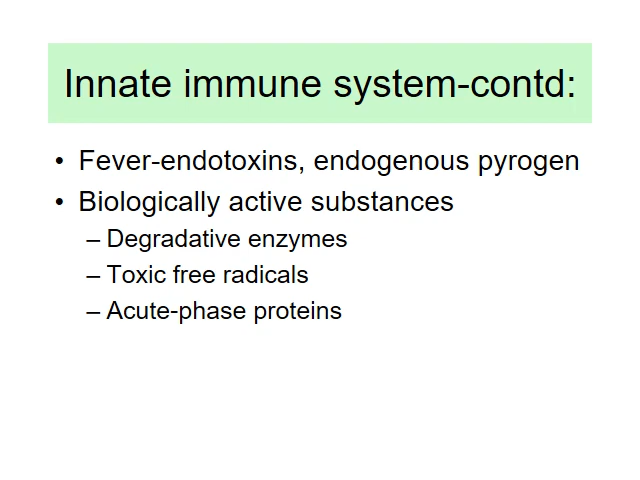 Innate immune system-contd:
• Fever-endotoxins, endogenous pyrogen
• Biologically active substances
– Degradative enzymes
– Toxic free radicals
– Acute-phase proteins